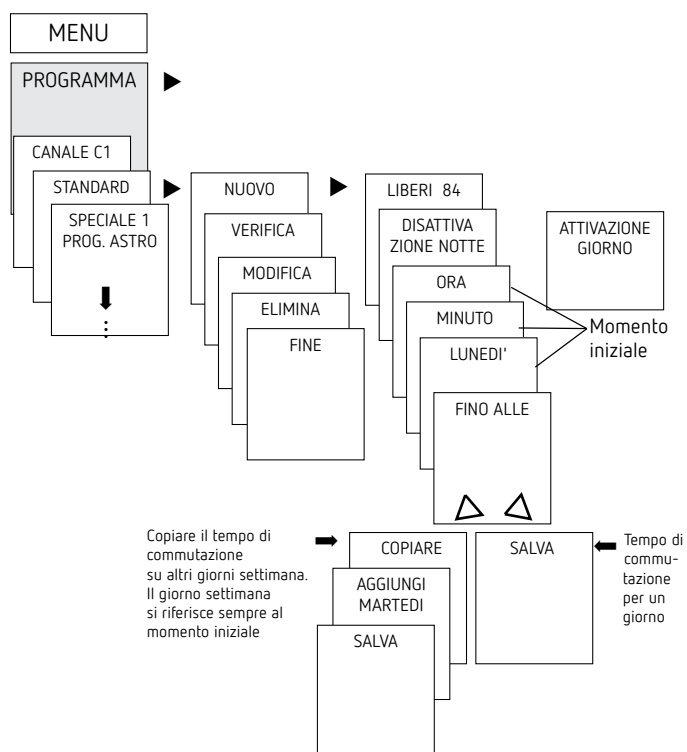 MENU
PROGRAMMA
CANALE C1
STANDARD
SPECIALE 1
PROG. ASTRO
NUOVO
VERIFICA
MODIFICA
ELIMINA
FINE
LIBERI 84
DISATTIVA
ZIONE NOTTE
ORA
MINUTO
LUNEDI'
FINO ALLE
ATTIVAZIONE
GIORNO
Momento
iniziale
Copiare il tempo di
commutazione
su altri giorni settimana.
Il giorno settimana
si riferisce sempre al
momento iniziale
COPIARE
AGGIUNGI
MARTEDI
SALVA
SALVA
Tempo di
commu-
tazione
per un
giorno